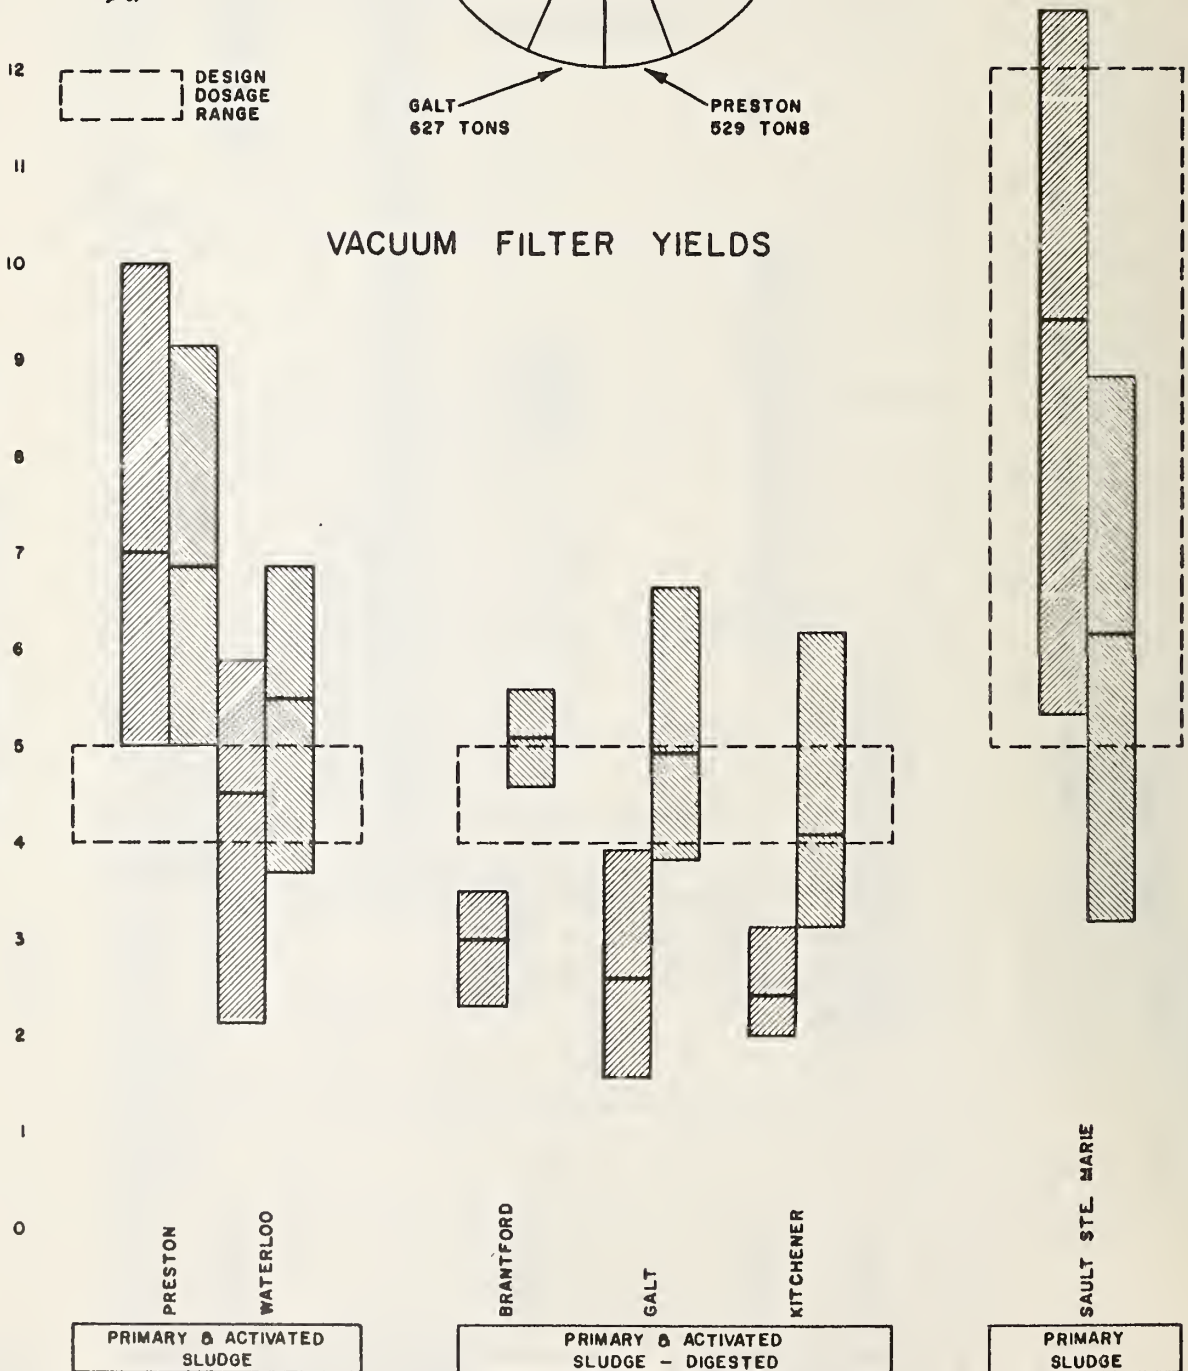 12
DESIGN
DOSAGE
RANGE
GALT
627 TONS
PRESTON
529 TONS
11
VACUUM FILTER YIELDS
10
9
8
7
6
5
4
3
2
1
0
PRESTON
WATERLOO
BRANTFORD
GALT
KITCHENER
SAULT STE. MARIE
PRIMARY & ACTIVATED
SLUDGE
PRIMARY & ACTIVATED
SLUDGE - DIGESTED
PRIMARY
SLUDGE